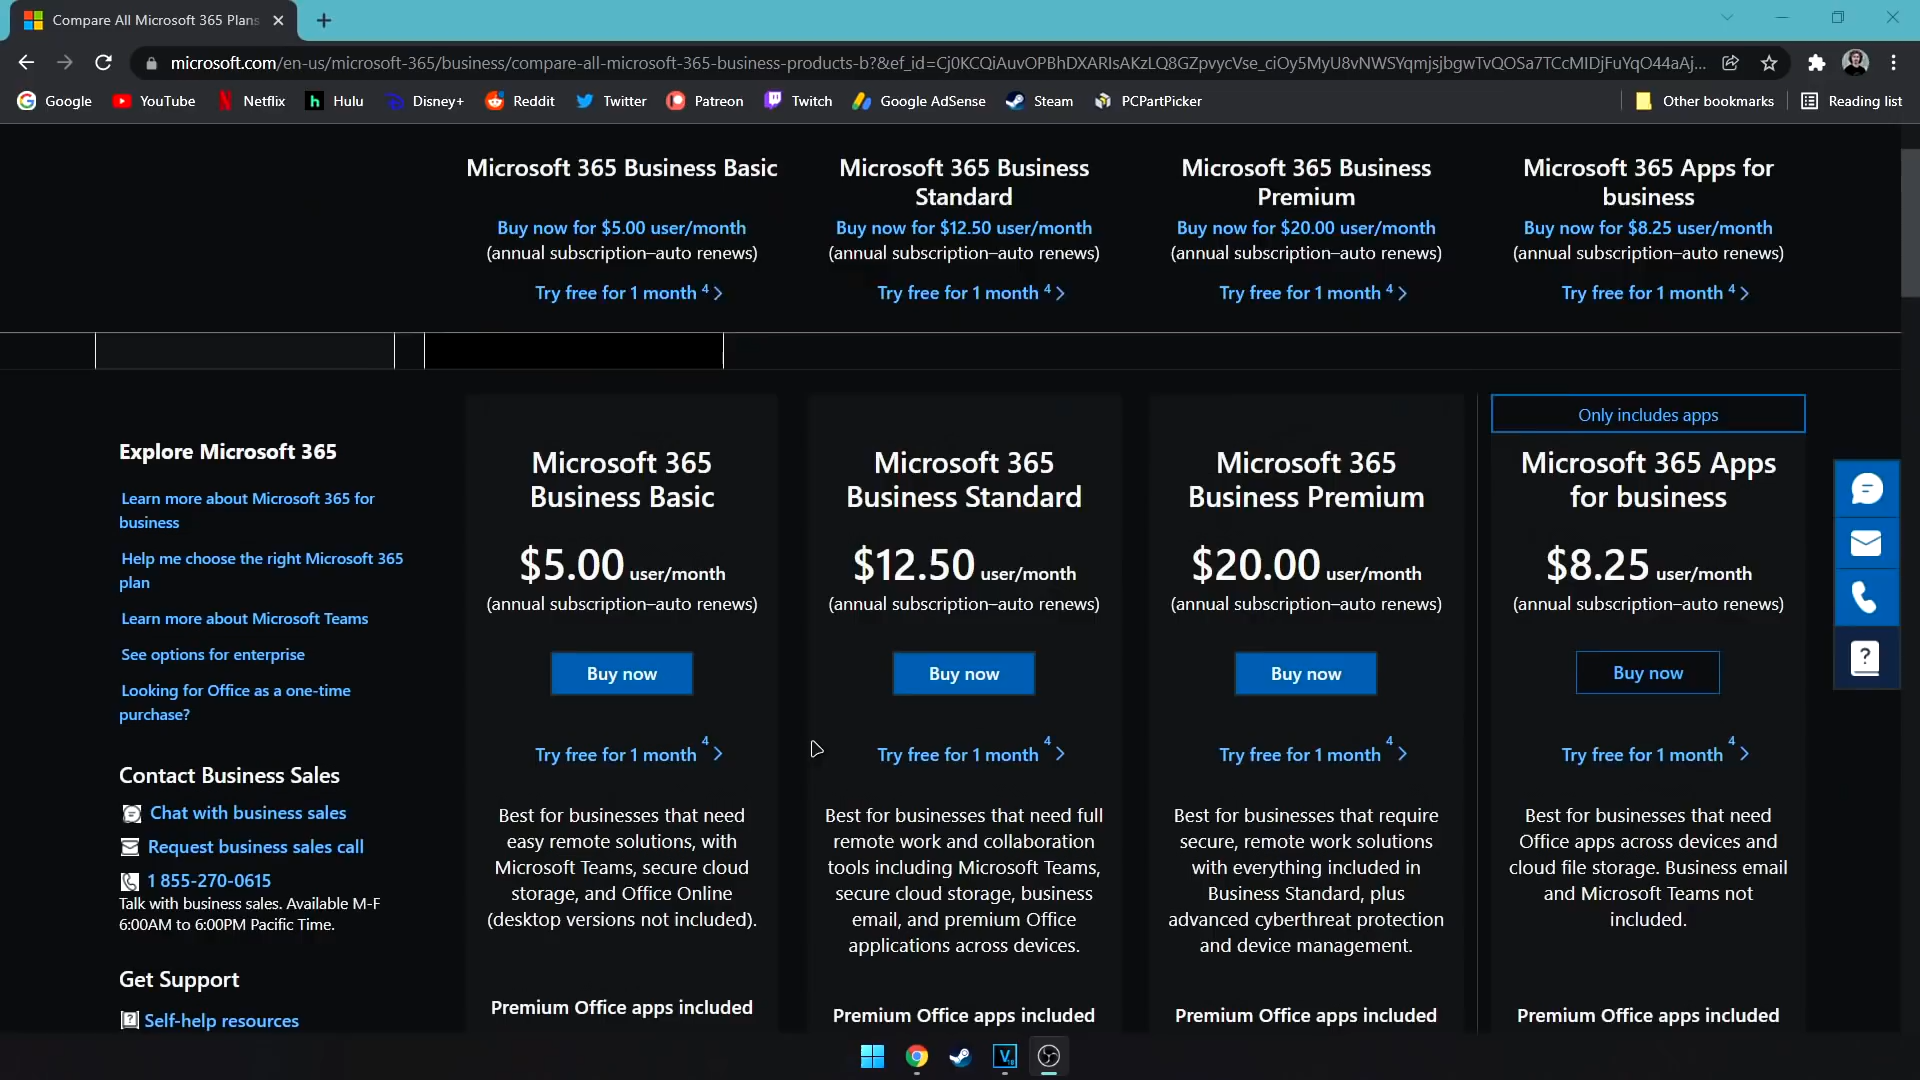 Compare All Microsoft 365 Plans
microsoft.com/en-us/microsoft-365/business/compare-all-microsoft-365-business-products-b?&ef_id=Cj0KCQiAuvOPBhDXARIsAKzLQ8GZpvycVse_ciOy5MyU8vNWSYqmjsjbgwTvQOSa7TCcMIDjFuYqO44aAj...
Google YouTube Netflix Hulu Disney+ Reddit Twitter Patreon Twitch Google AdSense Steam PCPartPicker Other bookmarks Reading list
Microsoft 365 Business Basic
Buy now for $5.00 user/month
(annual subscription–auto renews)
Try free for 1 month 4
Microsoft 365 Business
Standard
Buy now for $12.50 user/month
(annual subscription–auto renews)
Try free for 1 month 4
Microsoft 365 Business
Premium
Buy now for $20.00 user/month
(annual subscription–auto renews)
Try free for 1 month 4
Microsoft 365 Apps for
business
Buy now for $8.25 user/month
(annual subscription–auto renews)
Try free for 1 month 4
Explore Microsoft 365
Learn more about Microsoft 365 for
business
Help me choose the right Microsoft 365
plan
Learn more about Microsoft Teams
See options for enterprise
Looking for Office as a one-time
purchase?
Contact Business Sales
Chat with business sales
Request business sales call
1 855-270-0615
Talk with business sales. Available M-F
6:00AM to 6:00PM Pacific Time.
Get Support
Self-help resources
Microsoft 365
Business Basic
$5.00 user/month
(annual subscription–auto renews)
Buy now
Try free for 1 month 4
Best for businesses that need
easy remote solutions, with
Microsoft Teams, secure cloud
storage, and Office Online
(desktop versions not included).
Premium Office apps included
Microsoft 365
Business Standard
$12.50 user/month
(annual subscription–auto renews)
Buy now
Try free for 1 month 4
Best for businesses that need full
remote work and collaboration
tools including Microsoft Teams,
secure cloud storage, business
email, and premium Office
applications across devices.
Premium Office apps included
Microsoft 365
Business Premium
$20.00 user/month
(annual subscription–auto renews)
Buy now
Try free for 1 month 4
Best for businesses that require
secure, remote work solutions
with everything included in
Business Standard, plus
advanced cyberthreat protection
and device management.
Premium Office apps included
Only includes apps
Microsoft 365 Apps
for business
$8.25 user/month
(annual subscription–auto renews)
Buy now
Try free for 1 month 4
Best for businesses that need
Office apps across devices and
cloud file storage. Business email
and Microsoft Teams not
included.
Premium Office apps included